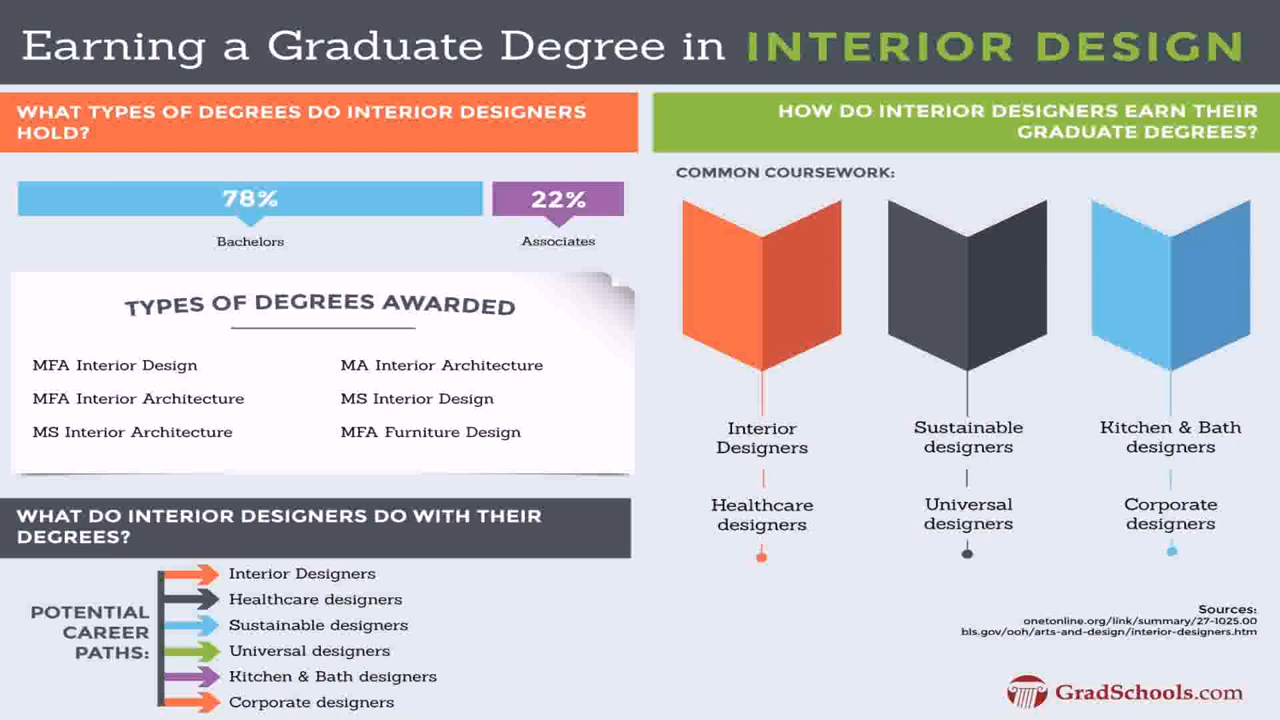 Earning a Graduate Degree in INTERIOR DESIGN
WHAT TYPES OF DEGREES DO INTERIOR DESIGNERS
HOLD?
78%
22%
Bachelors
Associates
TYPES OF DEGREES AWARDED
MFA Interior Design
MA Interior Architecture
MFA Interior Architecture
MS Interior Design
MS Interior Architecture
MFA Furniture Design
WHAT DO INTERIOR DESIGNERS DO WITH THEIR
DEGREES?
POTENTIAL
CAREER
PATHS:
Interior Designers
Healthcare designers
Sustainable designers
Universal designers
Kitchen & Bath designers
Corporate designers
HOW DO INTERIOR DESIGNERS EARN THEIR
GRADUATE DEGREES?
COMMON COURSEWORK:
Interior
Designers
Healthcare
designers
Sustainable
designers
Universal
designers
Kitchen & Bath
designers
Corporate
designers
Sources:
onetonline.org/link/summary/27-1025.00
bls.gov/ooh/arts-and-design/interior-designers.htm
GradSchools.com